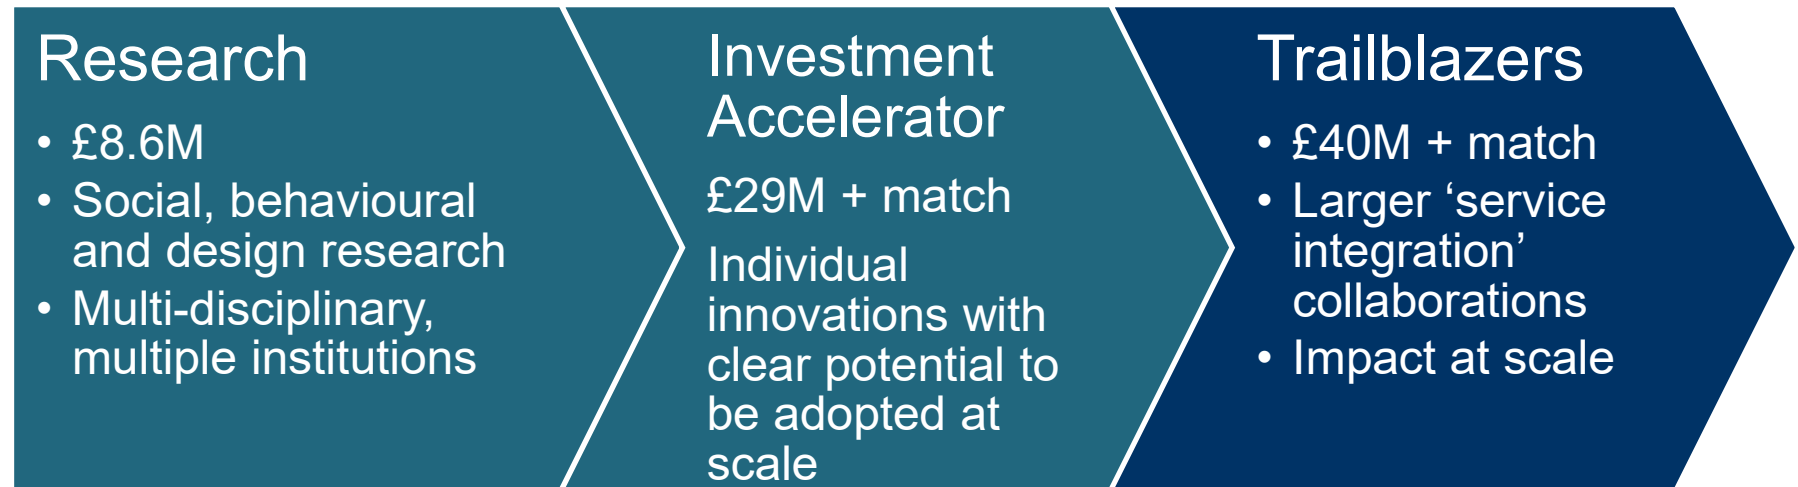 Research
• £8.6M
• Social, behavioural
and design research
• Multi-disciplinary,
multiple institutions
Investment
Accelerator
£29M + match
Individual
innovations with
clear potential to
be adopted at
scale
Trailblazers
• £40M + match
• Larger ‘service
integration’
collaborations
• Impact at scale